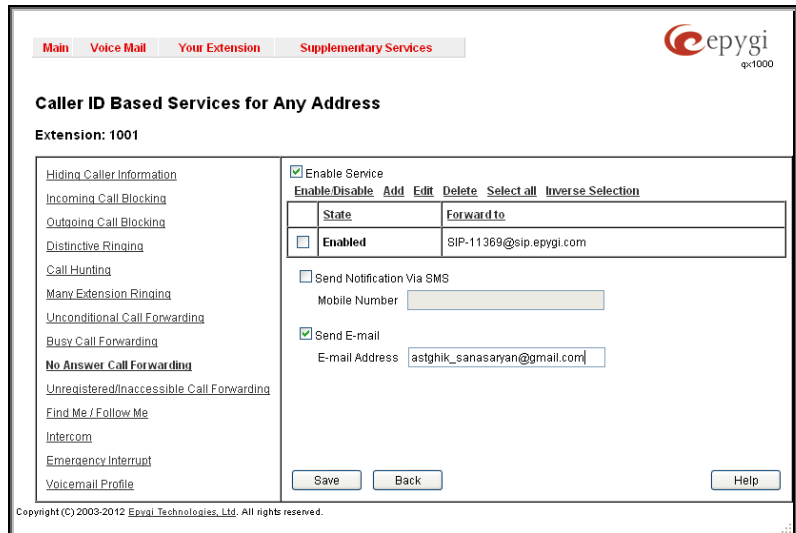 Main Voice Mail Your Extension Supplementary Services
epygi
qx1000
Caller ID Based Services for Any Address
Extension: 1001
Hiding Caller Information
Incoming Call Blocking
Outgoing Call Blocking
Distinctive Ringing
Call Hunting
Many Extension Ringing
Unconditional Call Forwarding
Busy Call Forwarding
No Answer Call Forwarding
Unregistered/Inaccessible Call Forwarding
Find Me / Follow Me
Intercom
Emergency Interrupt
Voicemail Profile
Enable Service
Enable/Disable Add Edit Delete Select all Inverse Selection
State Forward to
Enabled SIP-11369@sip.epygi.com
Send Notification Via SMS
Mobile Number
Send E-mail
E-mail Address astghik_sanasaryan@gmail.com
Save Back Help
Copyright (C) 2003-2012 Epygi Technologies, Ltd. All rights reserved.